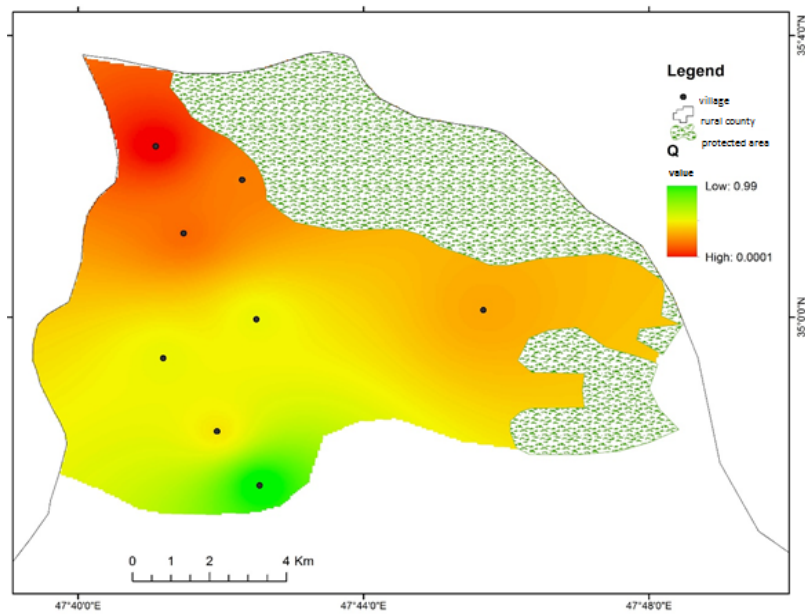 35°4'0"N
Legend
village
rural county
protected area
Q
value
Low: 0.99
High: 0.0001
35°0'0"N
0 1 2 4 Km
47°40'0"E 47°44'0"E 47°48'0"E